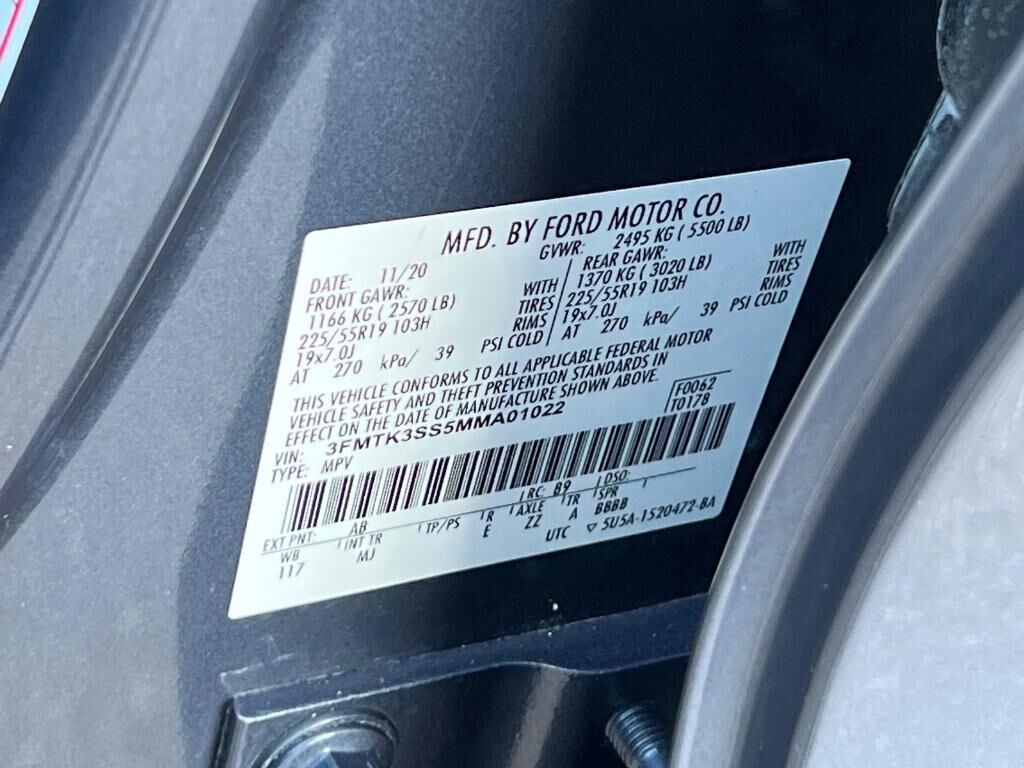 MFD. BY FORD MOTOR CO.
DATE: 11/20 GVWR: 2495 KG ( 5500 LB)
FRONT GAWR: REAR GAWR:
1166 KG ( 2570 LB) WITH 1370 KG ( 3020 LB) WITH
225/55R19 103H TIRES 225/55R19 103H TIRES
19x7.0J RIMS 19x7.0J RIMS
AT 270 kPa/ 39 PSI COLD AT 270 kPa/ 39 PSI COLD
THIS VEHICLE CONFORMS TO ALL APPLICABLE FEDERAL MOTOR
VEHICLE SAFETY AND THEFT PREVENTION STANDARDS IN
EFFECT ON THE DATE OF MANUFACTURE SHOWN ABOVE.
VIN: 3FMTK3SS5MMA01022 F0062
TYPE: MPV T0178
EXT PNT: AB RC: B9 DSO:
WB INT TR TP/PS R AXLE TR SPR
117 MJ E ZZ A BBBB
UTC ▽ 5U5A-1520472-BA